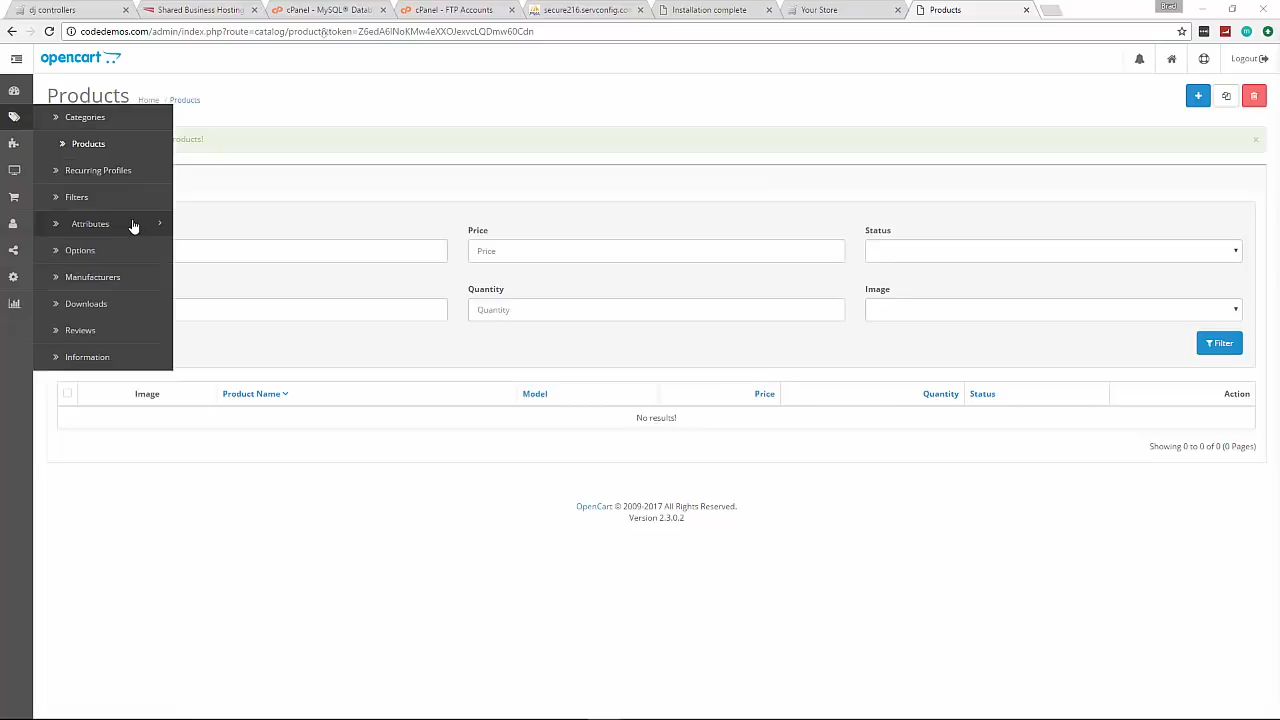 dj controllers
Shared Business Hosting
cPanel - MySQL® Datab
cPanel - FTP Accounts
secure216.servconfig.com
Installation complete
Your Store
Products
Brad
codedemos.com/admin/index.php?route=catalog/product&token=Z6edA6INoKMw4eXXOJexvcLQDmw60Cdn
opencart
Logout
Products
Home / Products
Categories
Products
Recurring Profiles
Filters
Attributes
Options
Manufacturers
Downloads
Reviews
Information
roducts!
Price
Status
Price
Quantity
Image
Quantity
Filter
Image
Product Name
Model
Price
Quantity
Status
Action
No results!
Showing 0 to 0 of 0 (0 Pages)
OpenCart © 2009-2017 All Rights Reserved.
Version 2.3.0.2